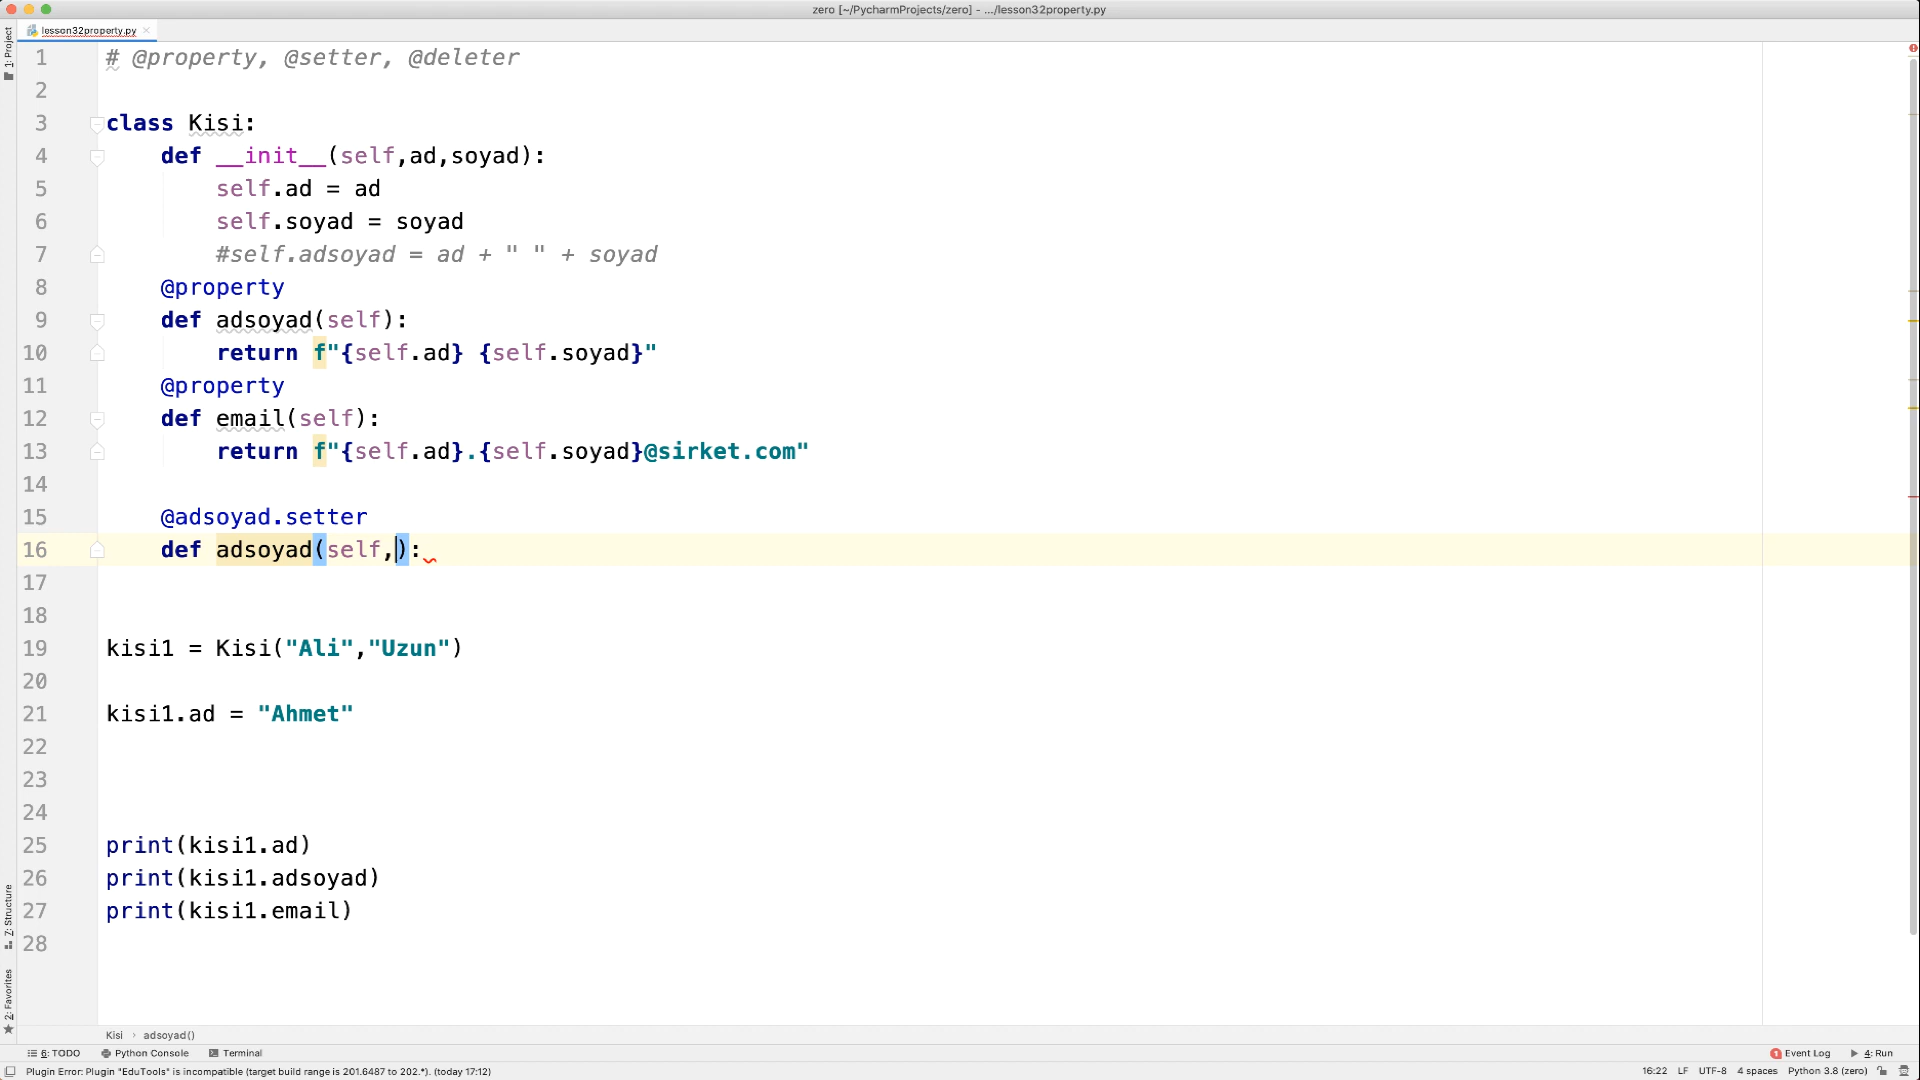 zero [~/PycharmProjects/zero] - .../lesson32property.py
lesson32property.py
1: Project
1 # @property, @setter, @deleter
2
3 class Kisi:
4 def __init__(self,ad,soyad):
5 self.ad = ad
6 self.soyad = soyad
7 #self.adsoyad = ad + " " + soyad
8 @property
9 def adsoyad(self):
10 return f"{self.ad} {self.soyad}"
11 @property
12 def email(self):
13 return f"{self.ad}.{self.soyad}@sirket.com"
14
15 @adsoyad.setter
16 def adsoyad(self,):
17
18
19 kisi1 = Kisi("Ali","Uzun")
20
21 kisi1.ad = "Ahmet"
22
23
24
25 print(kisi1.ad)
26 print(kisi1.adsoyad)
27 print(kisi1.email)
28
Z: Structure
2: Favorites
Kisi › adsoyad()
6: TODO Python Console Terminal 1 Event Log 4: Run
Plugin Error: Plugin "EduTools" is incompatible (target build range is 201.6487 to 202.*). (today 17:12) 16:22 LF UTF-8 4 spaces Python 3.8 (zero)